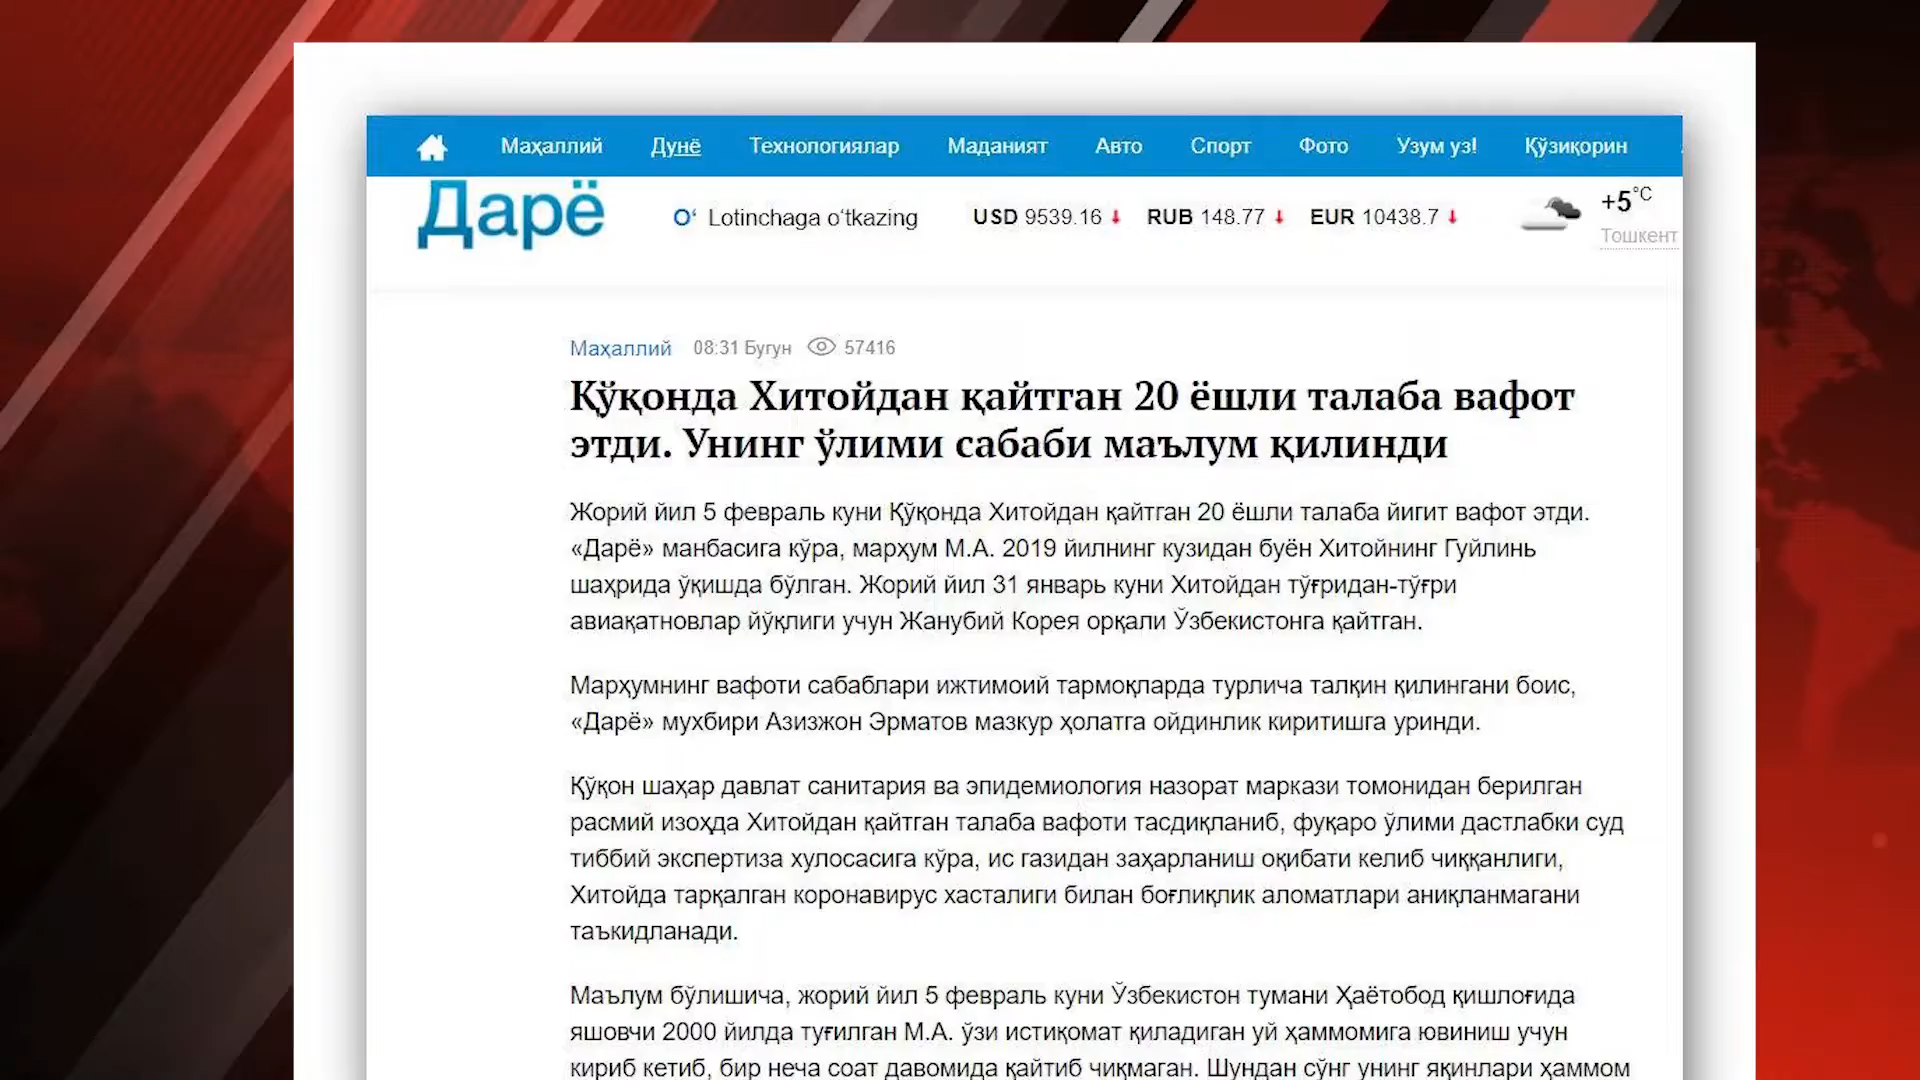 Маҳаллий Дунё Технологиялар Маданият Авто Спорт Фото Узум уз! Қўзиқорин
Дарё Oʻ Lotinchaga oʻtkazing USD 9539.16 RUB 148.77 EUR 10438.7 +5°C
Тошкент
Маҳаллий 08:31 Бугун 57416
Қўқонда Хитойдан қайтган 20 ёшли талаба вафот
этди. Унинг ўлими сабаби маълум қилинди
Жорий йил 5 февраль куни Қўқонда Хитойдан қайтган 20 ёшли талаба йигит вафот этди.
«Дарё» манбасига кўра, марҳум М.А. 2019 йилнинг кузидан буён Хитойнинг Гуйлинь
шаҳрида ўқишда бўлган. Жорий йил 31 январь куни Хитойдан тўғридан-тўғри
авиақатновлар йўқлиги учун Жанубий Корея орқали Ўзбекистонга қайтган.
Марҳумнинг вафоти сабаблари ижтимоий тармоқларда турлича талқин қилингани боис,
«Дарё» мухбири Азизжон Эрматов мазкур ҳолатга ойдинлик киритишга уринди.
Қўқон шаҳар давлат санитария ва эпидемиология назорат маркази томонидан берилган
расмий изоҳда Хитойдан қайтган талаба вафоти тасдиқланиб, фуқаро ўлими дастлабки суд
тиббий экспертиза хулосасига кўра, ис газидан заҳарланиш оқибати келиб чиққанлиги,
Хитойда тарқалган коронавирус хасталиги билан боғлиқлик аломатлари аниқланмагани
таъкидланади.
Маълум бўлишича, жорий йил 5 февраль куни Ўзбекистон тумани Ҳаётобод қишлоғида
яшовчи 2000 йилда туғилган М.А. ўзи истиқомат қиладиган уй ҳаммомига ювиниш учун
кириб кетиб, бир неча соат давомида қайтиб чиқмаган. Шундан сўнг унинг яқинлари ҳаммом